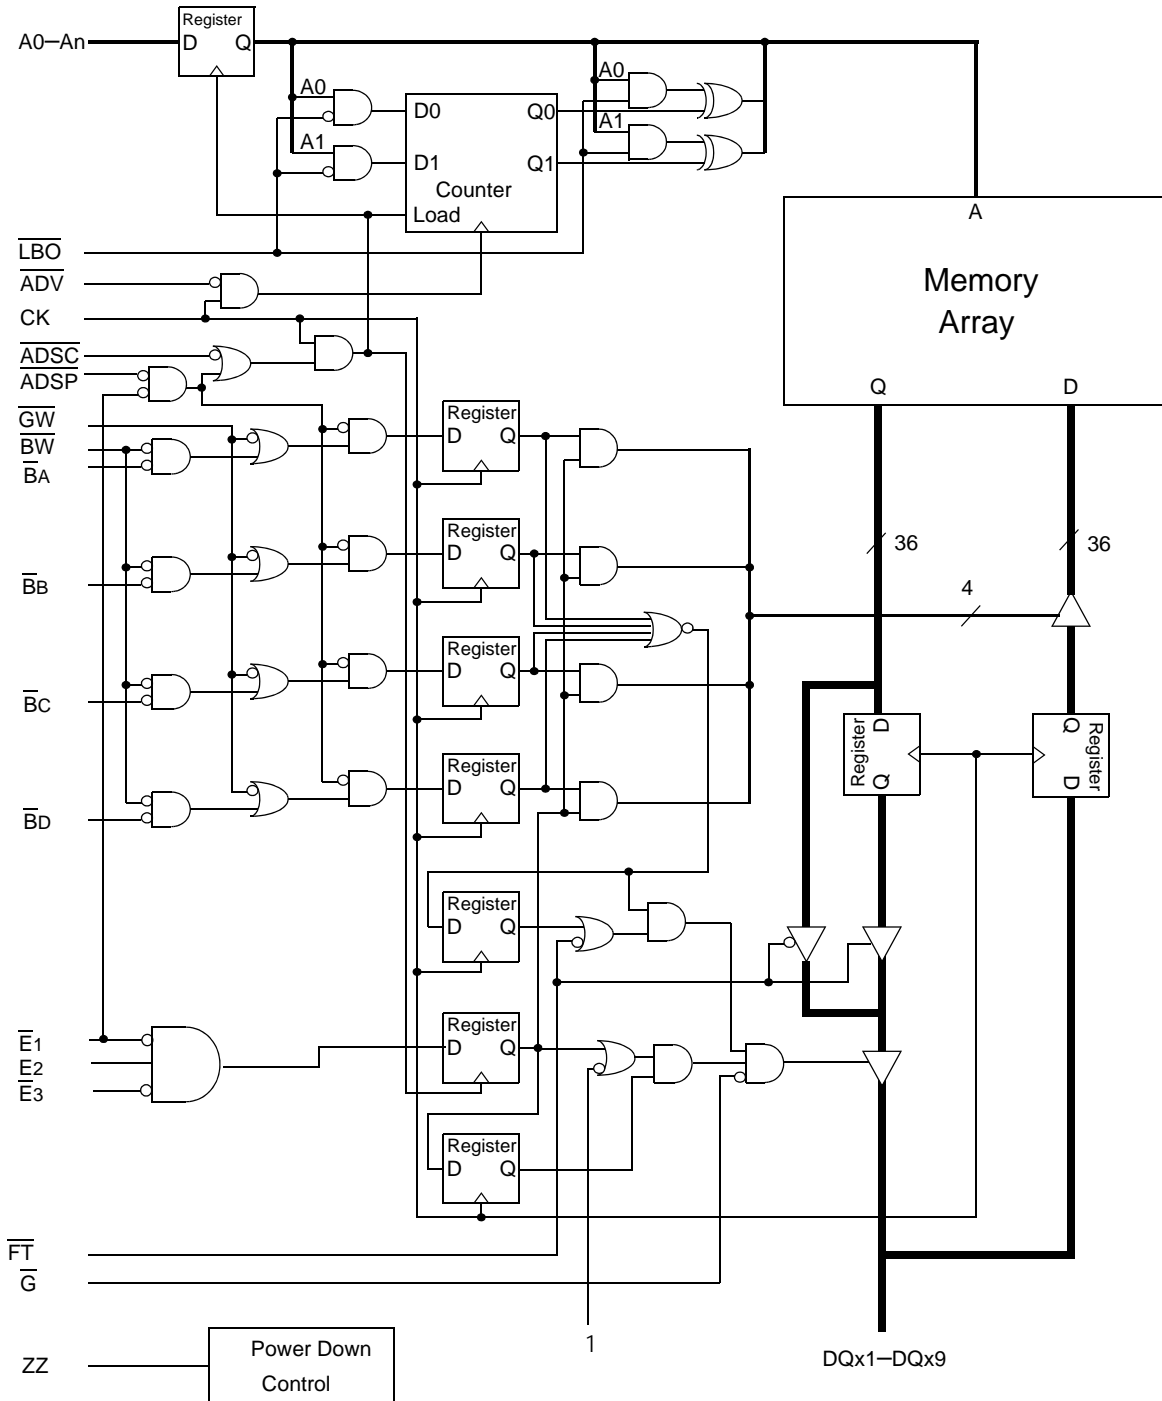 Register
A0–An
D Q
A0
A0
D0
Q0
A1
A1
D1
Q1
Counter
Load
A
LBO
ADV
Memory
Array
CK
ADSC
ADSP
Q
D
GW
Register
D Q
BW
BA
Register
D Q
36
36
BB
4
Register
D Q
BC
D
Register
Q
Q
Register
D
Register
D Q
BD
Register
D Q
Register
D Q
E1
E2
E3
Register
D Q
FT
G
1
Power Down
Control
ZZ
DQx1–DQx9